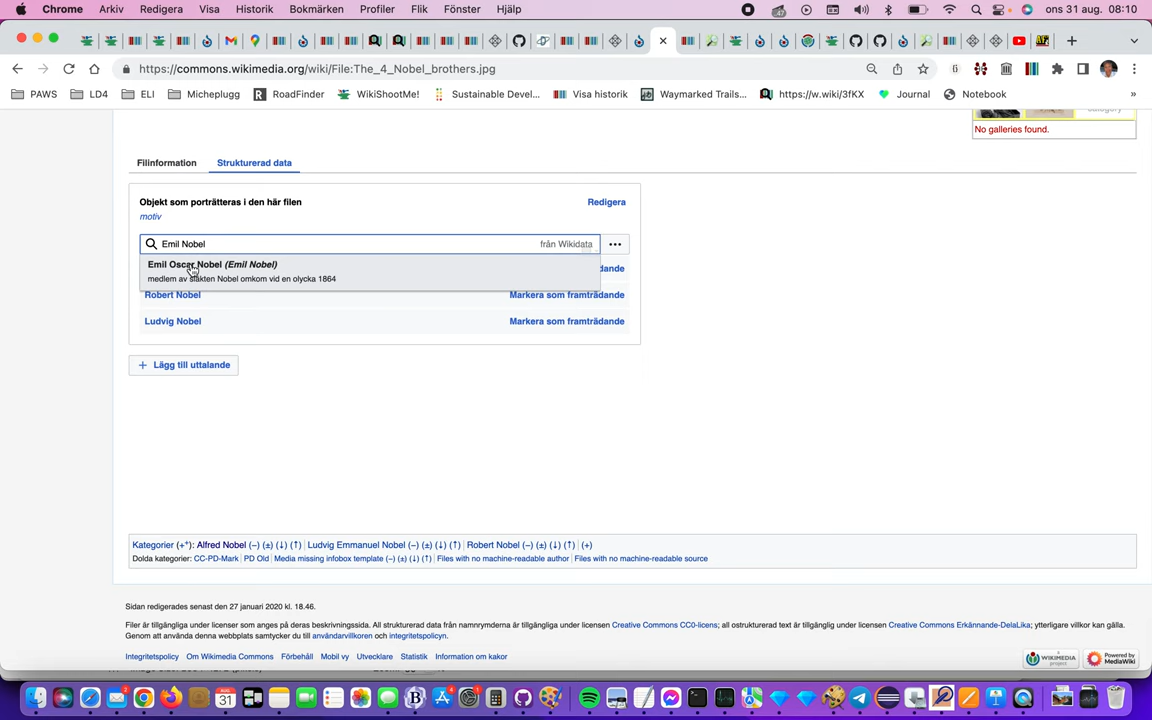 Chrome Arkiv Redigera Visa Historik Bokmärken Profiler Flik Fönster Hjälp ons 31 aug. 08:10
https://commons.wikimedia.org/wiki/File:The_4_Nobel_brothers.jpg
PAWS LD4 ELI Micheplugg RoadFinder WikiShootMe! Sustainable Devel... Visa historik Waymarked Trails... https://w.wiki/3fKX Journal Notebook »
category
No galleries found.
Filinformation Strukturerad data
Objekt som porträtteras i den här filen Redigera
motiv
Emil Nobel från Wikidata
Emil Oscar Nobel (Emil Nobel) dande
medlem av släkten Nobel omkom vid en olycka 1864
Robert Nobel Markera som framträdande
Ludvig Nobel Markera som framträdande
+ Lägg till uttalande
Kategorier (+⁺): Alfred Nobel (−) (±) (↓) (↑) | Ludvig Emmanuel Nobel (−) (±) (↓) (↑) | Robert Nobel (−) (±) (↓) (↑) | (+)
Dolda kategorier: CC-PD-Mark | PD Old | Media missing infobox template (−) (±) (↓) (↑) | Files with no machine-readable author | Files with no machine-readable source
Sidan redigerades senast den 27 januari 2020 kl. 18.46.
Filer är tillgängliga under licenser som anges på deras beskrivningssida. All strukturerad data från namnrymderna är tillgängliga under licensen Creative Commons CC0-licens; all ostrukturerad text är tillgänglig under licensen Creative Commons Erkännande-DelaLika; ytterligare villkor kan gälla.
Genom att använda denna webbplats samtycker du till användarvillkoren och integritetspolicyn.
Integritetspolicy Om Wikimedia Commons Förbehåll Mobil vy Utvecklare Statistik Information om kakor
WIKIMEDIA project
Powered by MediaWiki